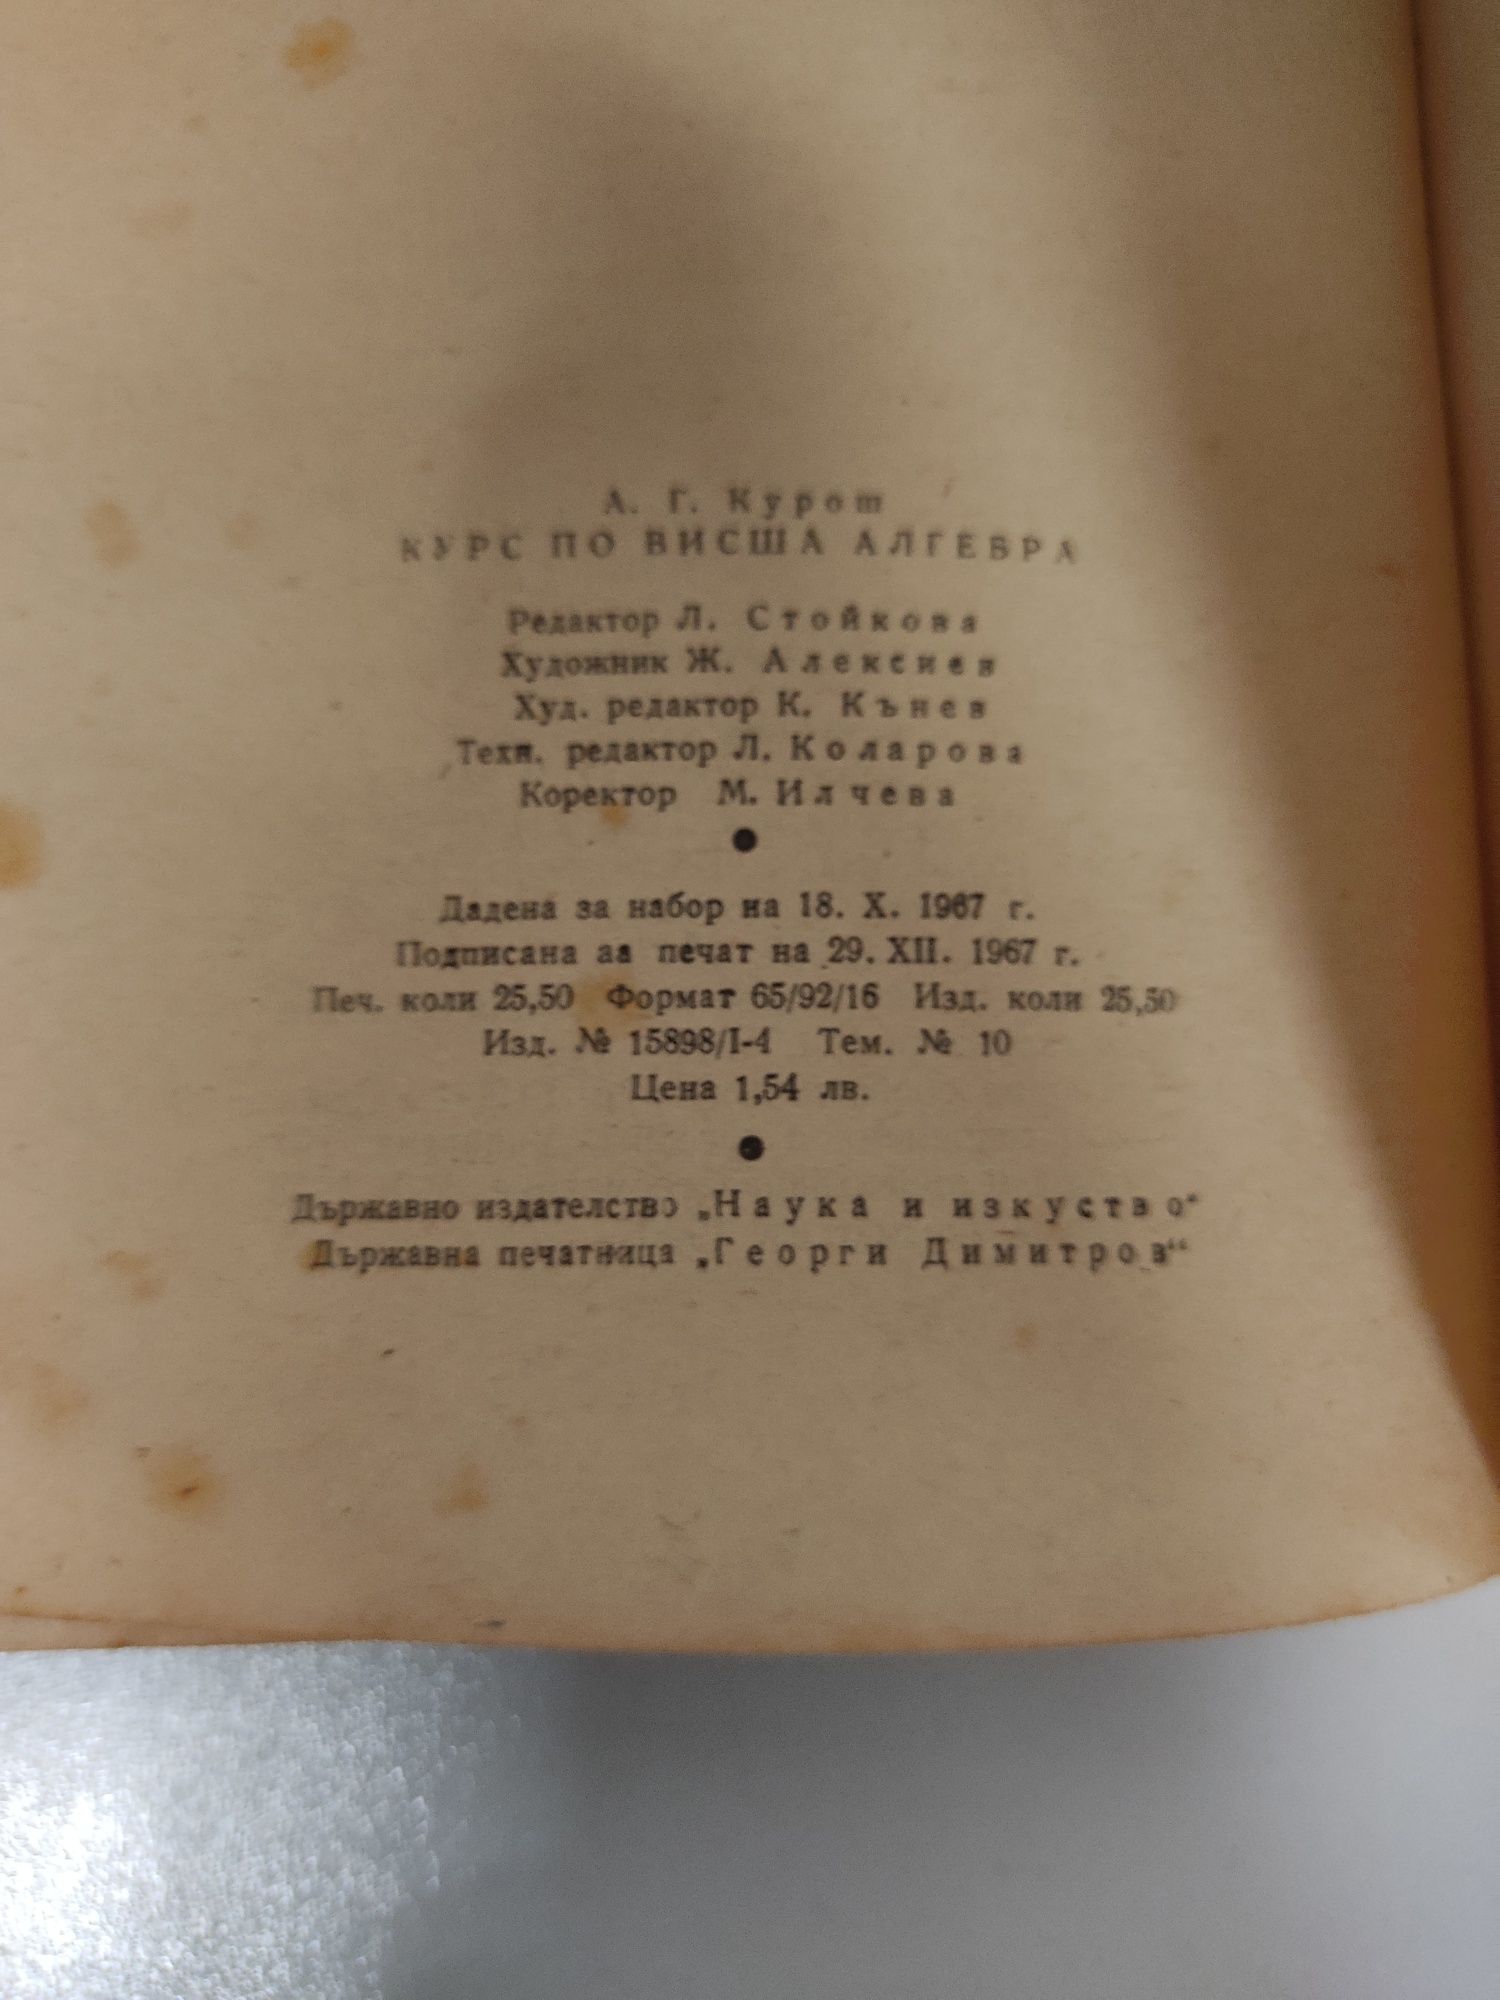 А. Г. Курош
КУРС ПО ВИСША АЛГЕБРА
Редактор Л. Стойкова
Художник Ж. Алексиев
Худ. редактор К. Кънев
Техн. редактор Л. Коларова
Коректор М. Илчева
●
Дадена за набор на 18. X. 1967 г.
Подписана за печат на 29. XII. 1967 г.
Печ. коли 25,50 Формат 65/92/16 Изд. коли 25,50
Изд. № 15898/I-4 Тем. № 10
Цена 1,54 лв.
●
Държавно издателство „Наука и изкуство“
Държавна печатница „Георги Димитров“